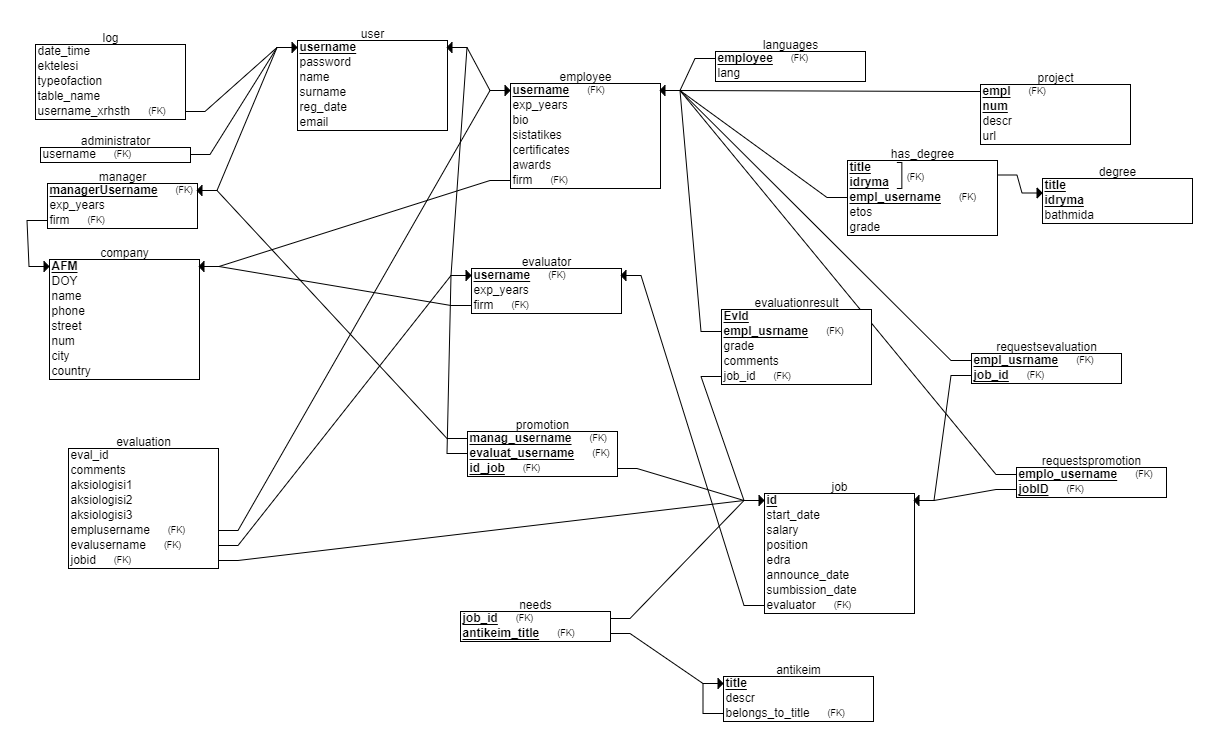 log
date_time
ektelesi
typeofaction
table_name
username_xrhsth (FK)
user
username
password
name
surname
reg_date
email
employee
username (FK)
exp_years
bio
sistatikes
certificates
awards
firm (FK)
languages
employee (FK)
lang
project
empl (FK)
num
descr
url
administrator
username (FK)
manager
managerUsername (FK)
exp_years
firm (FK)
has_degree
title
idryma (FK)
empl_username (FK)
etos
grade
degree
title
idryma
bathmida
company
AFM
DOY
name
phone
street
num
city
country
evaluator
username (FK)
exp_years
firm (FK)
evaluationresult
EvId
empl_usrname (FK)
grade
comments
job_id (FK)
requestsevaluation
empl_usrname (FK)
job_id (FK)
evaluation
eval_id
comments
aksiologisi1
aksiologisi2
aksiologisi3
emplusername (FK)
evalusername (FK)
jobid (FK)
promotion
manag_username (FK)
evaluat_username (FK)
id_job (FK)
requestspromotion
emplo_username (FK)
jobID (FK)
job
id
start_date
salary
position
edra
announce_date
sumbission_date
evaluator (FK)
needs
job_id (FK)
antikeim_title (FK)
antikeim
title
descr
belongs_to_title (FK)